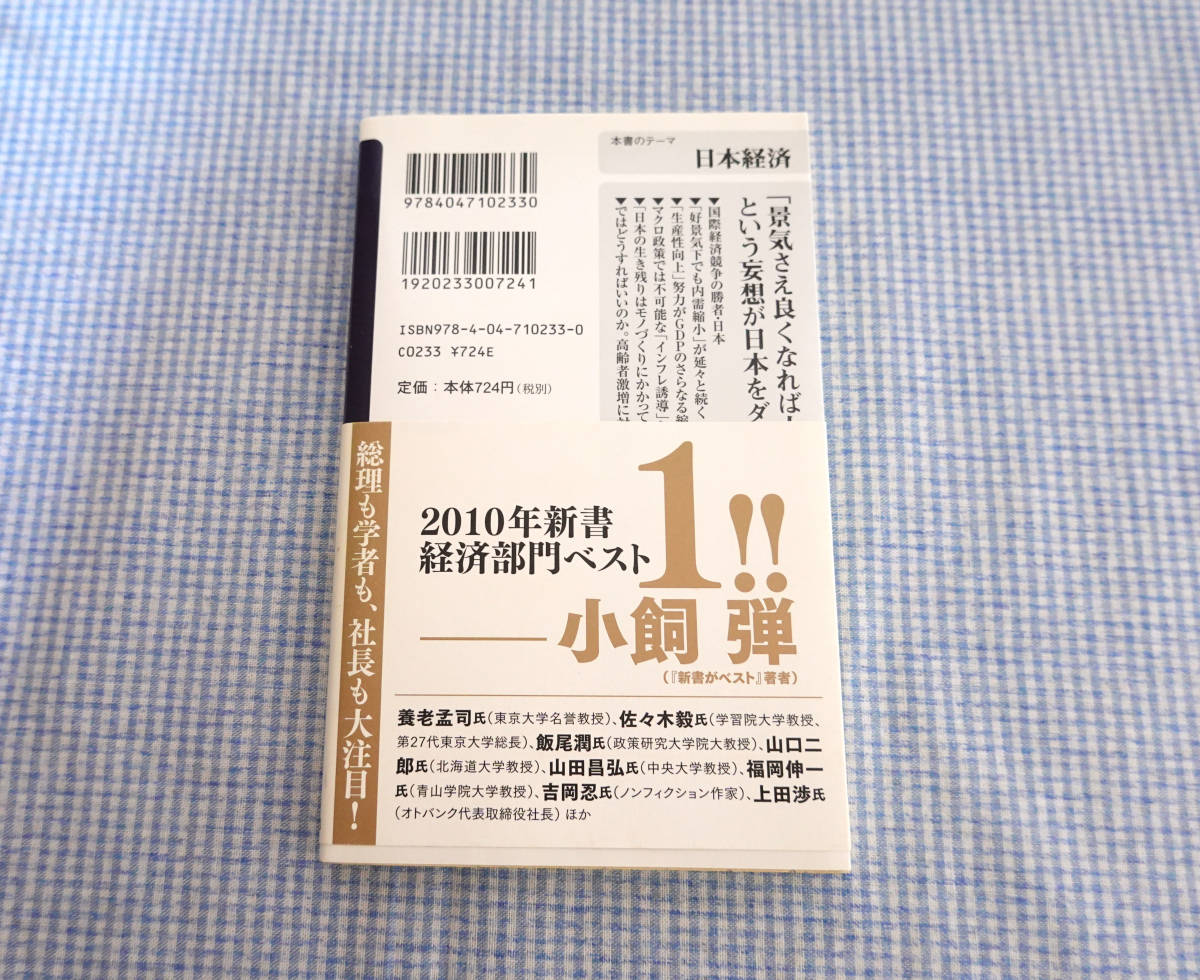 9784047102330
1920233007241
ISBN978-4-04-710233-0
C0233 ¥724E
定価：本体724円（税別）
本書のテーマ
日本経済
「景気さえ良くなれば
という妄想が日本をダ
▼国際経済競争の勝者・日本
▼「好景気下でも内需縮小」が延々と続く
▼「生産性向上」努力がGDPのさらなる
▼マクロ政策では不可能な「インフレ誘導」
▼「日本の生き残りはモノづくりにかかって
▼ではどうすればいいのか。高齢者激増に
総理も学者も、社長も大注目！
2010年新書
経済部門ベスト
1!!
――小飼 弾
（『新書がベスト』著者）
養老孟司氏（東京大学名誉教授）、佐々木毅氏（学習院大学教授、
第27代東京大学総長）、飯尾潤氏（政策研究大学院大教授）、山口二
郎氏（北海道大学教授）、山田昌弘氏（中央大学教授）、福岡伸一
氏（青山学院大学教授）、吉岡忍氏（ノンフィクション作家）、上田渉氏
（オトバンク代表取締役社長）ほか